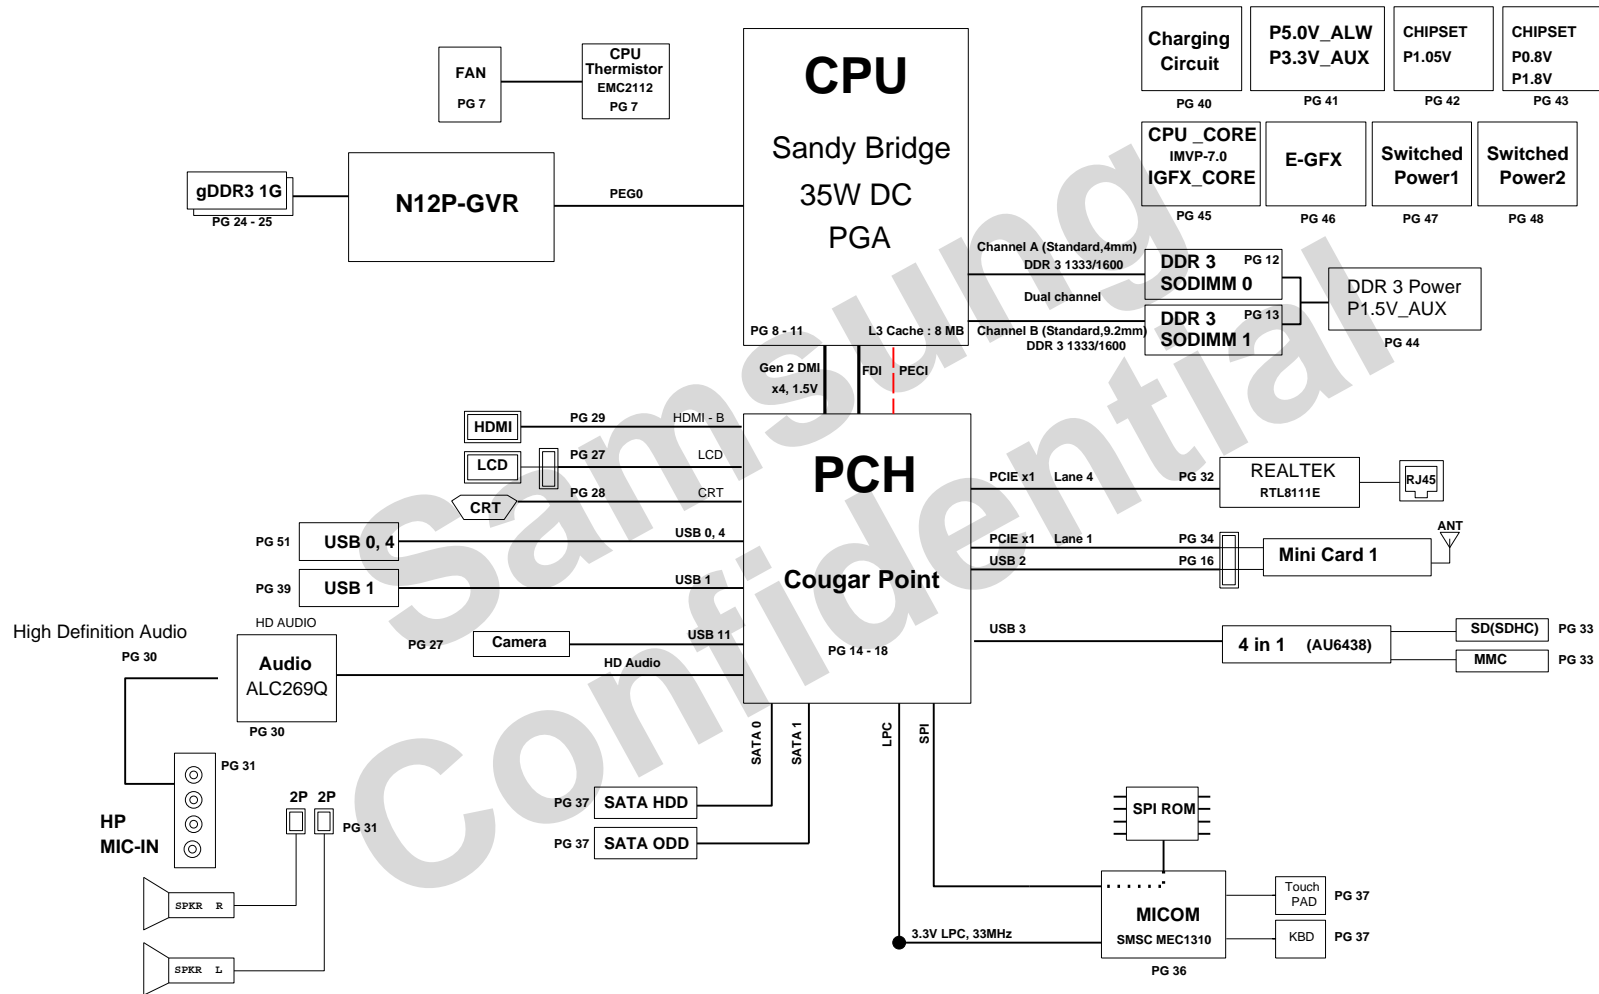 CPU
Sandy Bridge
35W DC
PGA
PG 8 - 11
L3 Cache : 8 MB
FAN
PG 7
CPU
Thermistor
EMC2112
PG 7
gDDR3 1G
PG 24 - 25
N12P-GVR
PEG0
Charging
Circuit
PG 40
P5.0V_ALW
P3.3V_AUX
PG 41
CHIPSET
P1.05V
PG 42
CHIPSET
P0.8V
P1.8V
PG 43
CPU _CORE
IMVP-7.0
IGFX_CORE
PG 45
E-GFX
PG 46
Switched
Power1
PG 47
Switched
Power2
PG 48
Channel A (Standard,4mm)
DDR 3 1333/1600
Dual channel
Channel B (Standard,9.2mm)
DDR 3 1333/1600
DDR 3 PG 12
SODIMM 0
DDR 3 PG 13
SODIMM 1
DDR 3 Power
P1.5V_AUX
PG 44
Gen 2 DMI
x4, 1.5V
FDI
PECI
PCH
Cougar Point
PG 14 - 18
HDMI
PG 29
HDMI - B
LCD
PG 27
LCD
CRT
PG 28
CRT
PG 51
USB 0, 4
USB 0, 4
PG 39
USB 1
USB 1
PG 27
Camera
USB 11
High Definition Audio
PG 30
HD AUDIO
Audio
ALC269Q
PG 30
HD Audio
PG 31
HP
MIC-IN
2P 2P
PG 31
SPKR R
SPKR L
SATA 0
SATA 1
PG 37
SATA HDD
PG 37
SATA ODD
LPC
SPI
PCIE x1 Lane 4
PG 32
REALTEK
RTL8111E
RJ45
PCIE x1 Lane 1
PG 34
USB 2
PG 16
Mini Card 1
ANT
USB 3
4 in 1 (AU6438)
SD(SDHC)
PG 33
MMC
PG 33
SPI ROM
MICOM
SMSC MEC1310
PG 36
3.3V LPC, 33MHz
Touch
PAD
PG 37
KBD
PG 37
Samsung
Confidential